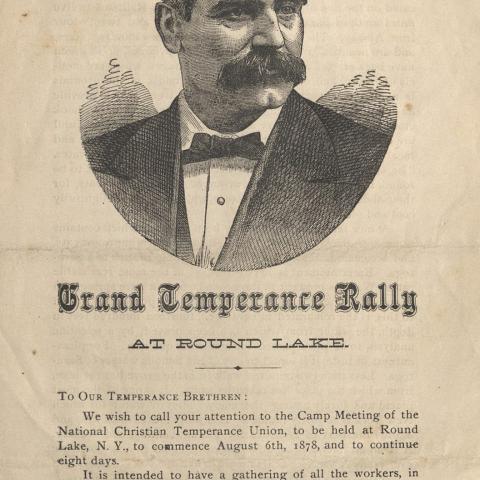 Grand Temperance Rally
AT ROUND LAKE.
TO OUR TEMPERANCE BRETHREN :
We wish to call your attention to the Camp Meeting of the
National Christian Temperance Union, to be held at Round
Lake, N. Y., to commence August 6th, 1878, and to continue
eight days.
It is intended to have a gathering of all the workers, in